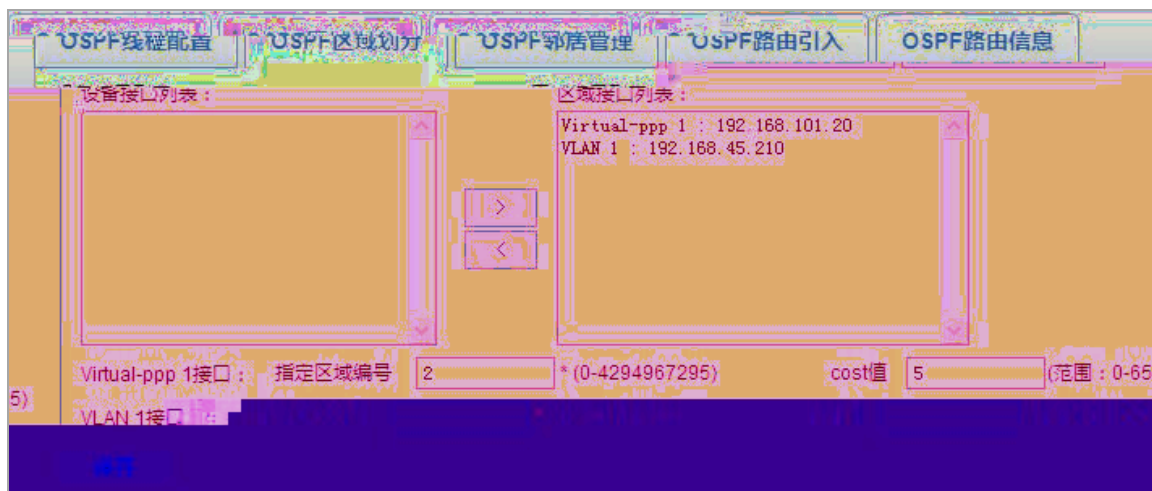 OSPF线程配置 OSPF区域划分 OSPF邻居管理 OSPF路由引入 OSPF路由信息
设备接口列表： 区域接口列表：
Virtual-ppp 1 : 192.168.101.20
VLAN 1 : 192.168.45.210
>
<
Virtual-ppp 1接口： 指定区域编号 2 * (0-4294967295) cost值 5 (范围：0-65
5)
VLAN 1接口